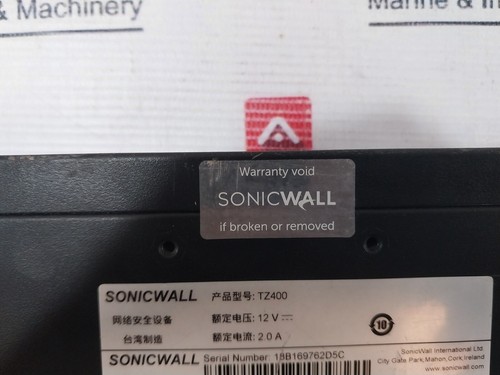 & Machinery
Marine & In
Warranty void
SONICWALL
if broken or removed
SONICWALL 产品型号: TZ400
网络安全设备 额定电压: 12 V ⎓
台湾制造 额定电流: 2.0 A
10
SONICWALL Serial Number: 18B169762D5C
SonicWall International Ltd
City Gate Park, Mahon, Cork, Ireland
www.sonicwall.com